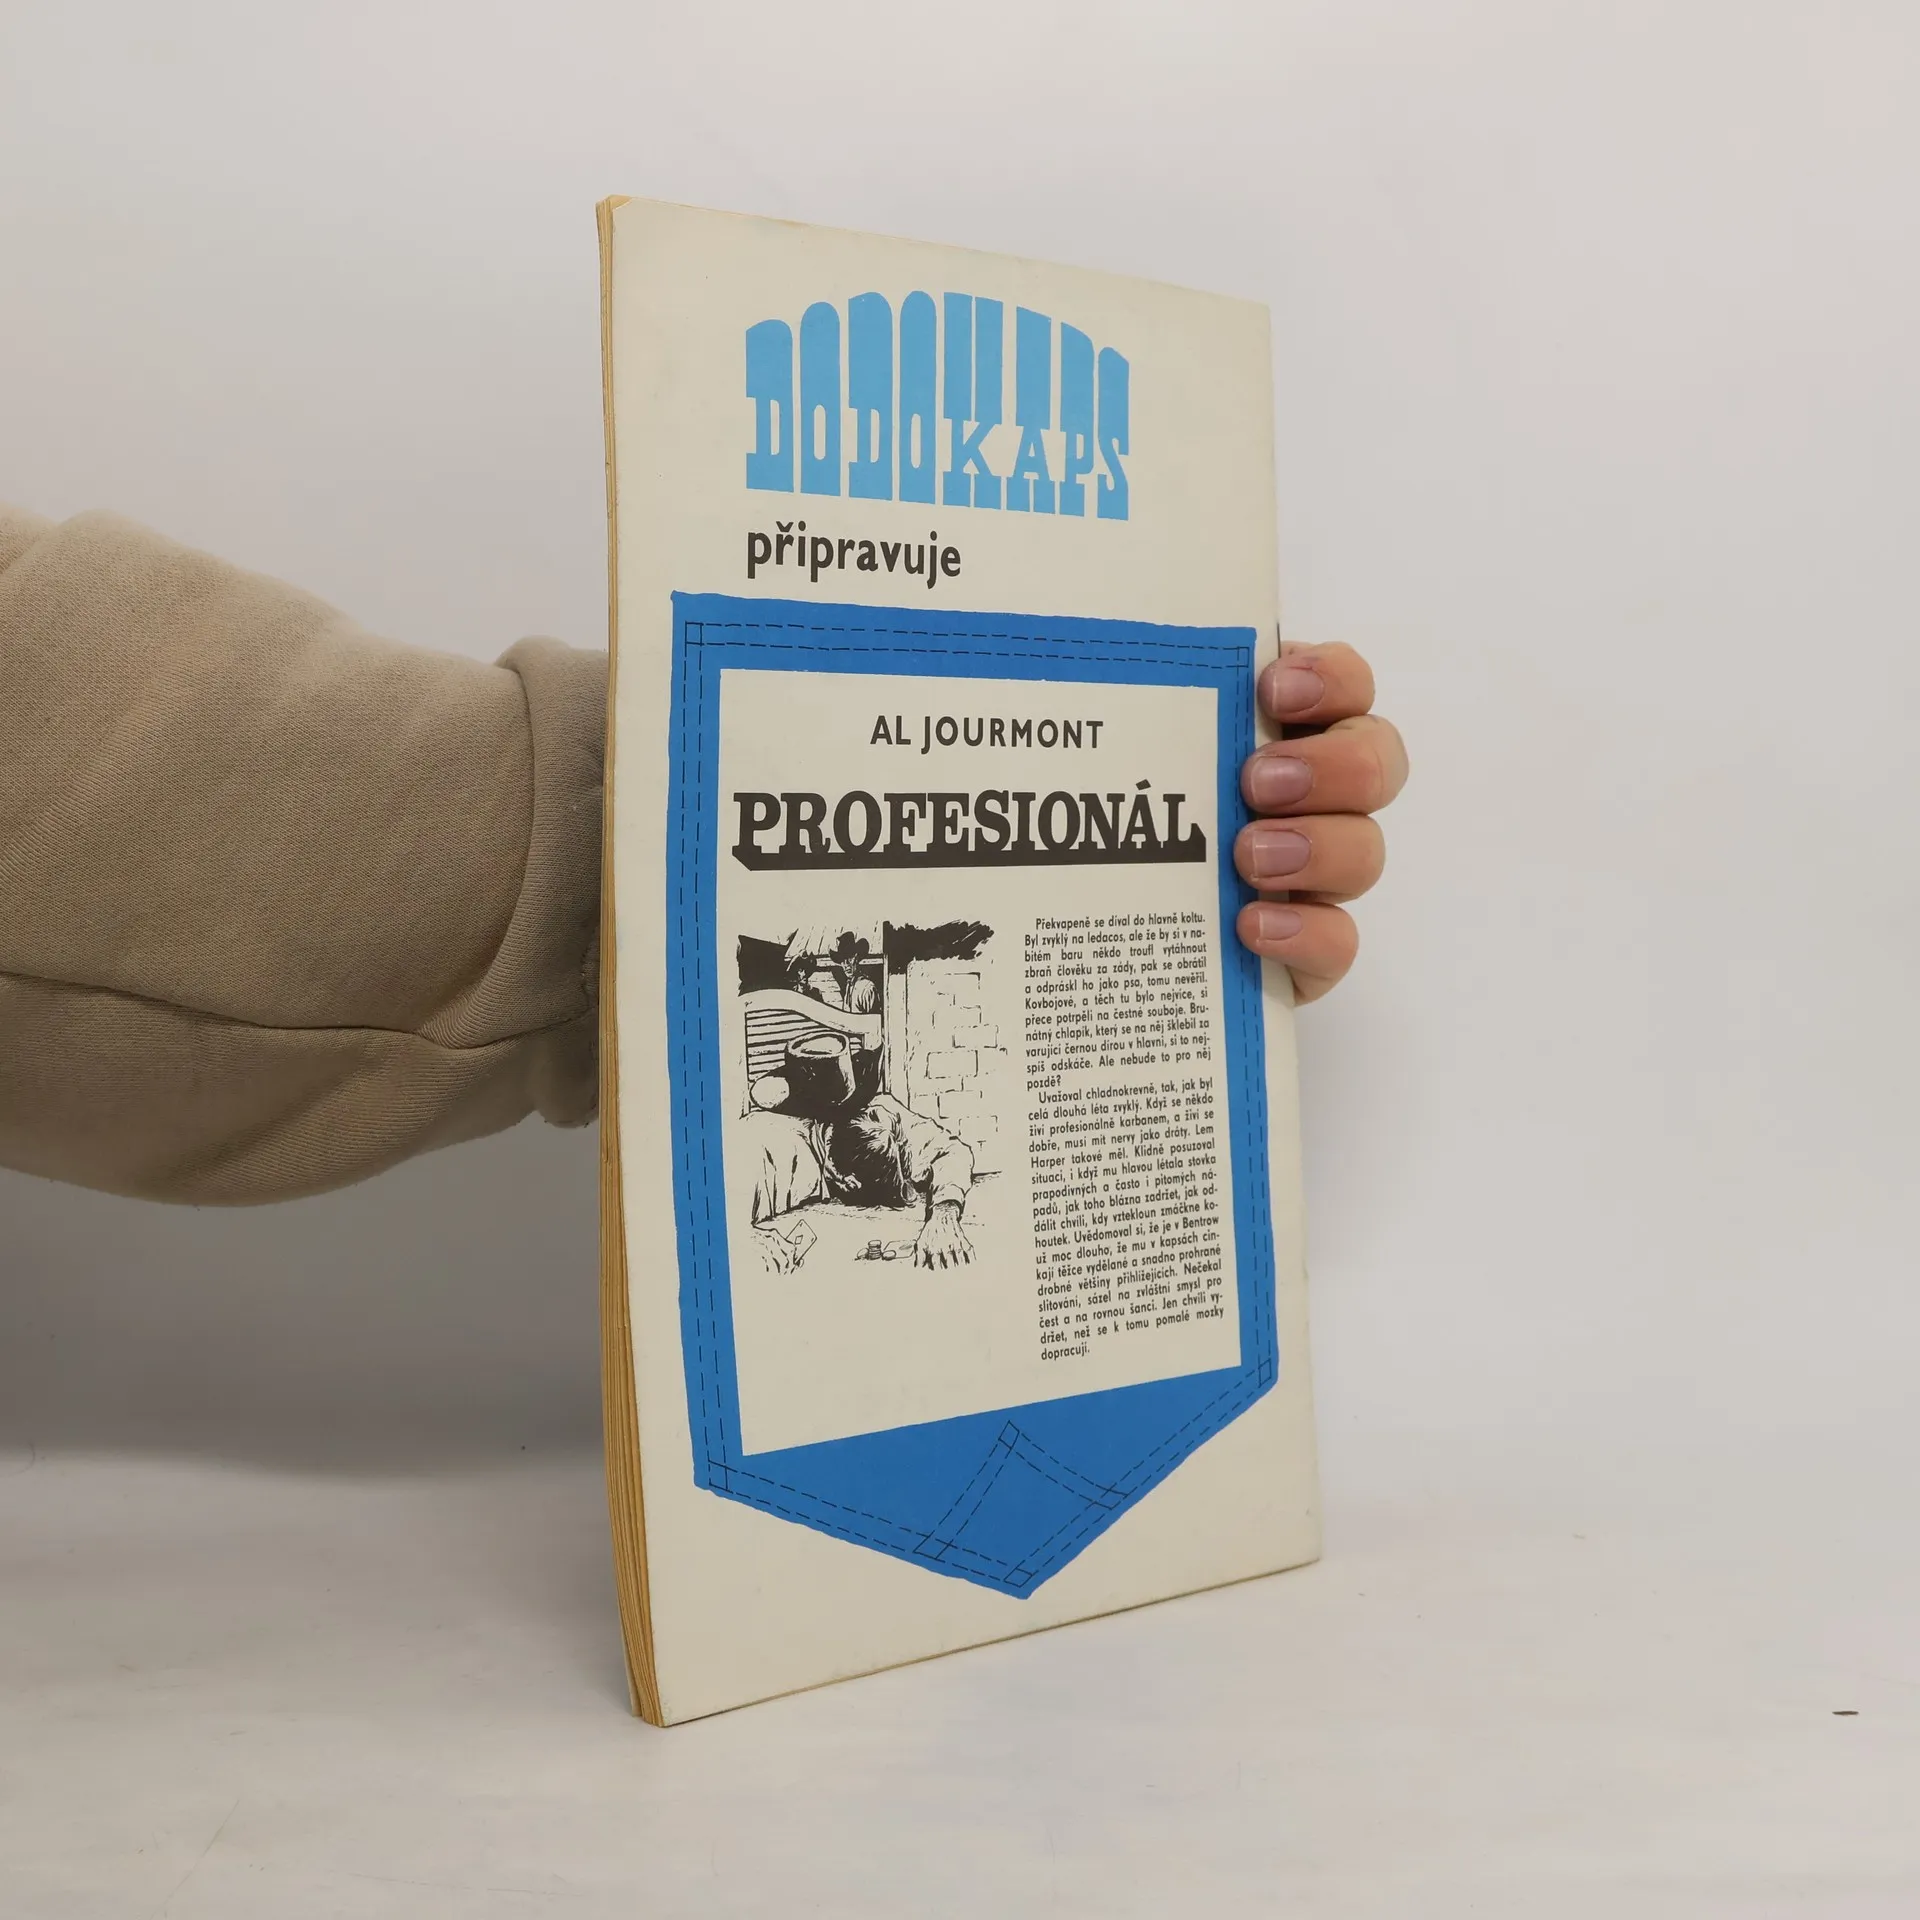 DODOKAPS
připravuje
AL JOURMONT
PROFESIONÁL
Překvapeně se díval do hlavně koltu.
Byl zvyklý na ledacos, ale že by si v na-
bitém baru někdo troufl vytáhnout
zbraň člověku za zády, pak se obrátil
a odpráskl ho jako psa, tomu nevěřil.
Kovbojové, a těch tu bylo nejvíce, si
přece potrpěli na čestné souboje. Bru-
nátný chlapík, který se na něj šklebil za
varující černou dírou v hlavni, si to nej-
spíš odskáče. Ale nebude to pro něj
pozdě?
Uvažoval chladnokrevně, tak, jak byl
celá dlouhá léta zvyklý. Když se někdo
živí profesionálně karbanem, a živí se
dobře, musí mít nervy jako dráty. Lem
Harper takové měl. Klidně posuzoval
situaci, i když mu hlavou létala stovka
prapodivných a často i pitomých ná-
padů, jak toho blázna zadržet, jak od-
dálit chvíli, kdy vztekloun zmáčkne ko-
houtek. Uvědomoval si, že je v Bentrow
už moc dlouho, že mu v kapsách cin-
kají těžce vydělané a snadno prohrané
drobné většiny přihlížejících. Nečekal
slitování, sázel na zvláštní smysl pro
čest a na rovnou šanci. Jen chvíli vy-
držet, než se k tomu pomalé mozky
dopracují.